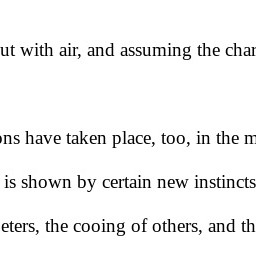 ut with air, and assuming the char
ons have taken place, too, in the m
is shown by certain new instincts
eters, the cooing of others, and th